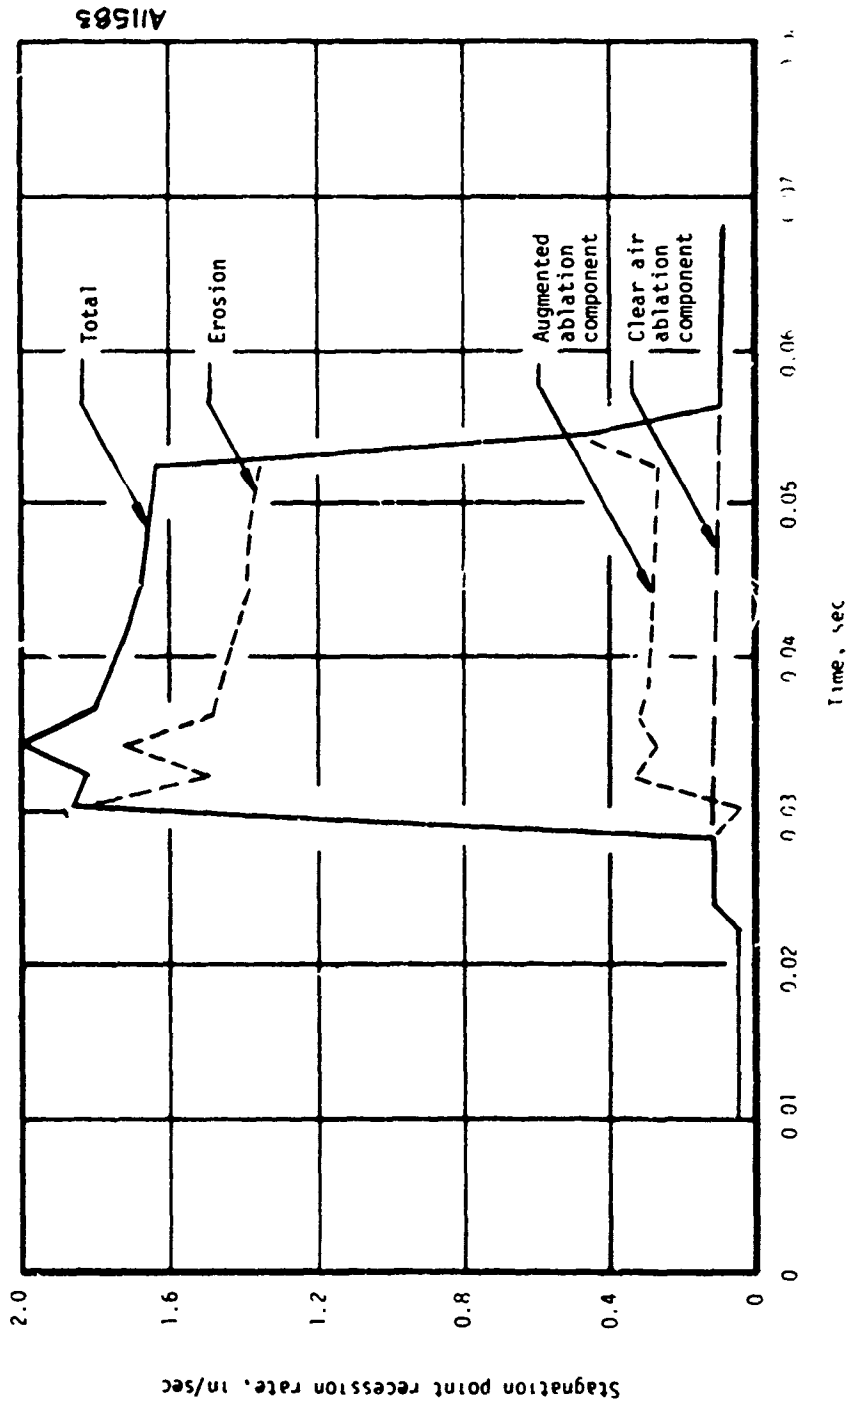 A11583
Stagnation point recession rate, in/sec
2.0
1.6
1.2
0.8
0.4
0
Total
Erosion
Augmented
ablation
component
Clear air
ablation
component
0
0.01
0.02
0.03
0.04
0.05
0.06
Time, sec